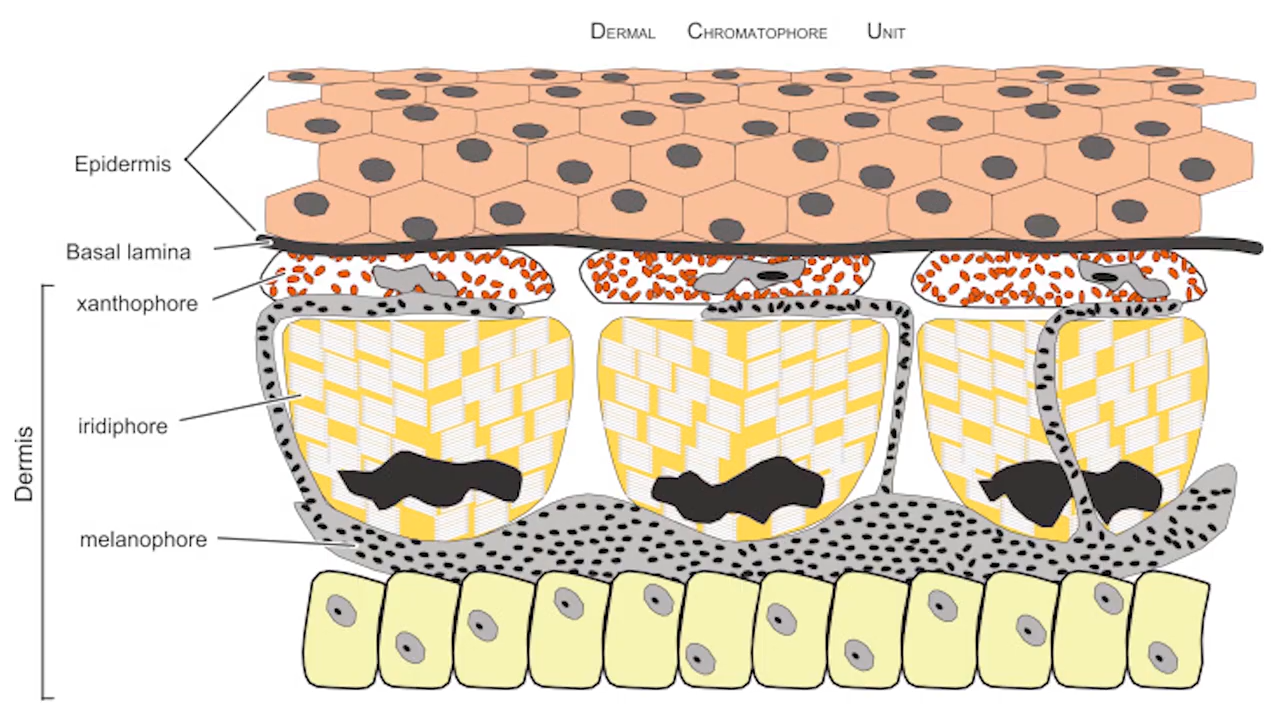 Dermal Chromatophore Unit
Epidermis
Basal lamina
xanthophore
iridiphore
Dermis
melanophore